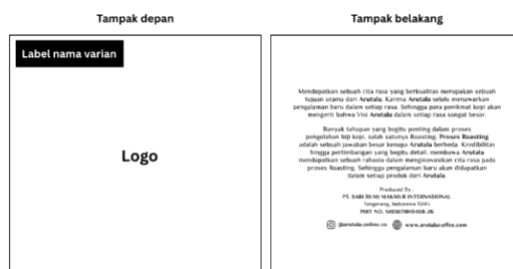 Tampak depan
Tampak belakang
Label nama varian
Logo
Mendapatkan sebuah cita rasa yang berkualitas merupakan sebuah
tujuan utama dari Arutala. Karena Arutala selalu menawarkan
pengalaman baru dalam setiap rasa. Sehingga para penikmat kopi akan
mengerti bahwa Visi Arutala dalam setiap rasa sangat besar.
Banyak tahapan yang begitu penting dalam proses
pengolahan biji kopi, salah satunya Roasting. Proses Roasting
adalah sebuah jawaban besar kenapa Arutala berbeda. Kredibilitas
hingga pertimbangan yang begitu detail, membawa Arutala
mendapatkan sebuah rahasia dalam menginovasikan cita rasa pada
proses Roasting. Sehingga pengalaman baru akan didapatkan
dalam setiap produk dari Arutala.
Produced By :
PT. SARI BUMI MAKMUR INTERNASIONAL
Tangerang, Indonesia
PIRT NO.
@arutala.online.co www.arutalacoffee.com